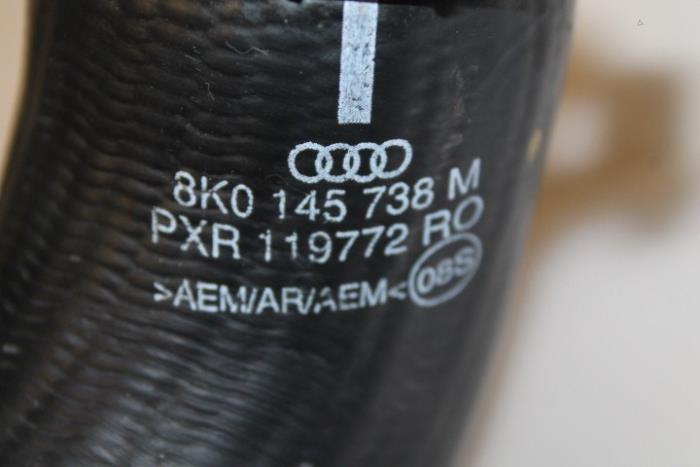 8K0 145 738 M
PXR 119772 RO
>AEM/AR/AEM< 08S